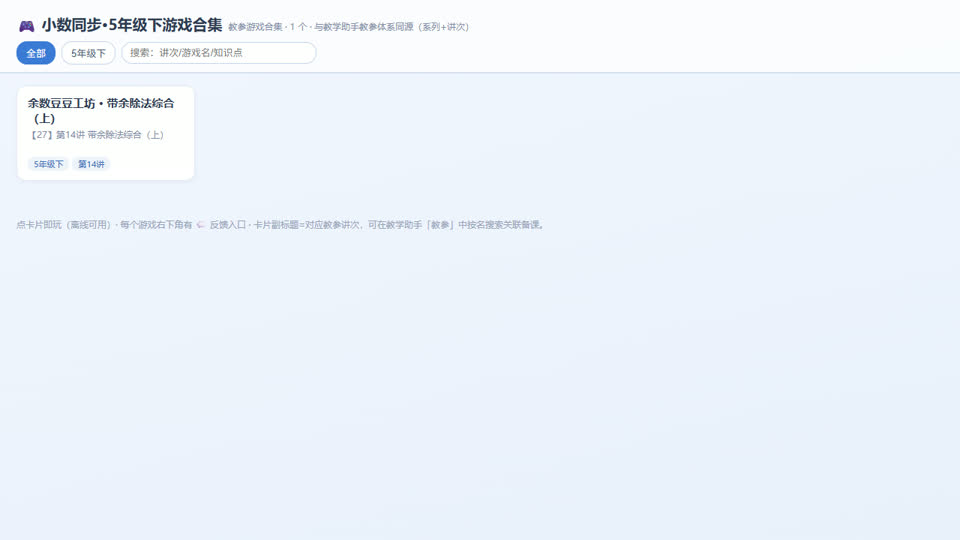 小数同步•5年级下游戏合集 教参游戏合集 · 1 个 · 与教学助手教参体系同源（系列+讲次）
全部 5年级下 搜索：讲次/游戏名/知识点
余数豆豆工坊 · 带余除法综合
（上）
【27】第14讲 带余除法综合（上）
5年级下 第14讲
点卡片即玩（离线可用）· 每个游戏右下角有 反馈入口 · 卡片副标题=对应教参讲次，可在教学助手「教参」中按名搜索关联备课。